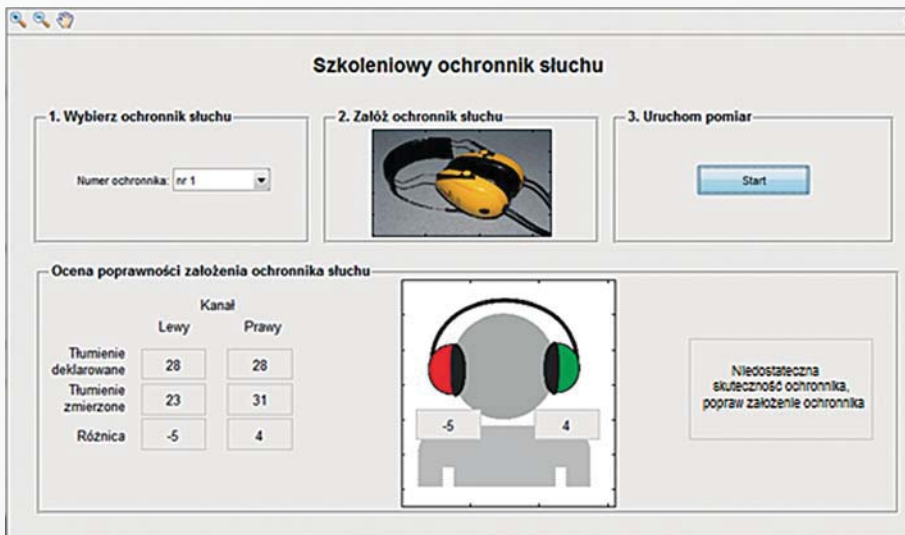 Szkoleniowy ochronnik słuchu
1. Wybierz ochronnik słuchu
Numer ochronnika: nr 1
2. Załóż ochronnik słuchu
3. Uruchom pomiar
Start
Ocena poprawności założenia ochronnika słuchu
Kanał
Lewy Prawy
Tłumienie
deklarowane 28 28
Tłumienie
zmierzone 23 31
Różnica -5 4
-5 4
Niedostateczna
skuteczność ochronnika,
popraw założenie ochronnika